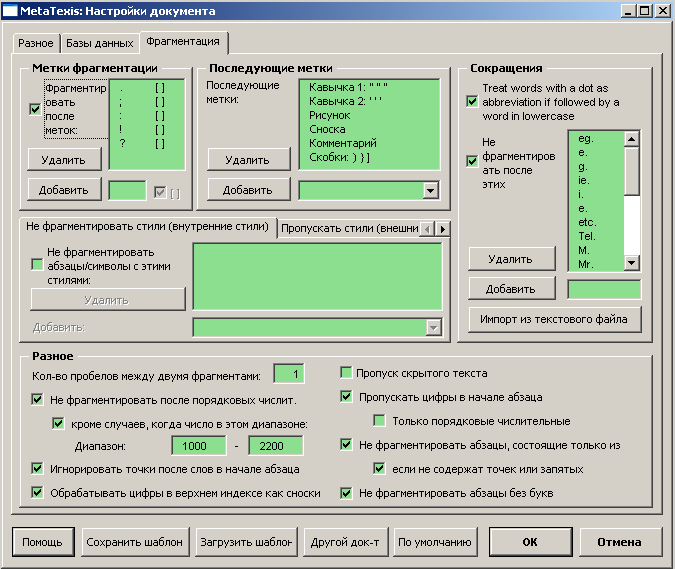 MetaTexis: Настройки документа
Разное
Базы данных
Фрагментация
Метки фрагментации
Фрагментир
овать
после
меток:
. [ ]
; [ ]
: [ ]
! [ ]
? [ ]
Удалить
Добавить
[ ]
Последующие метки
Последующие
метки:
Кавычка 1: " " "
Кавычка 2: ' ' '
Рисунок
Сноска
Комментарий
Скобки: ) } ]
Удалить
Добавить
Сокращения
Treat words with a dot as
abbreviation if followed by a
word in lowercase
Не
фрагментиров
ать после
этих
eg.
e.
g.
ie.
i.
e.
etc.
Tel.
M.
Mr.
Удалить
Добавить
Импорт из текстового файла
Не фрагментировать стили (внутренние стили)
Пропускать стили (внешни
Не фрагментировать
абзацы/символы с этими
стилями:
Удалить
Добавить:
Разное
Кол-во пробелов между двумя фрагментами: 1
Не фрагментировать после порядковых числит.
кроме случаев, когда число в этом диапазоне:
Диапазон: 1000 - 2200
Игнорировать точки после слов в начале абзаца
Обрабатывать цифры в верхнем индексе как сноски
Пропуск скрытого текста
Пропускать цифры в начале абзаца
Только порядковые числительные
Не фрагментировать абзацы, состоящие только из
если не содержат точек или запятых
Не фрагментировать абзацы без букв
Помощь
Сохранить шаблон
Загрузить шаблон
Другой док-т
По умолчанию
OK
Отмена